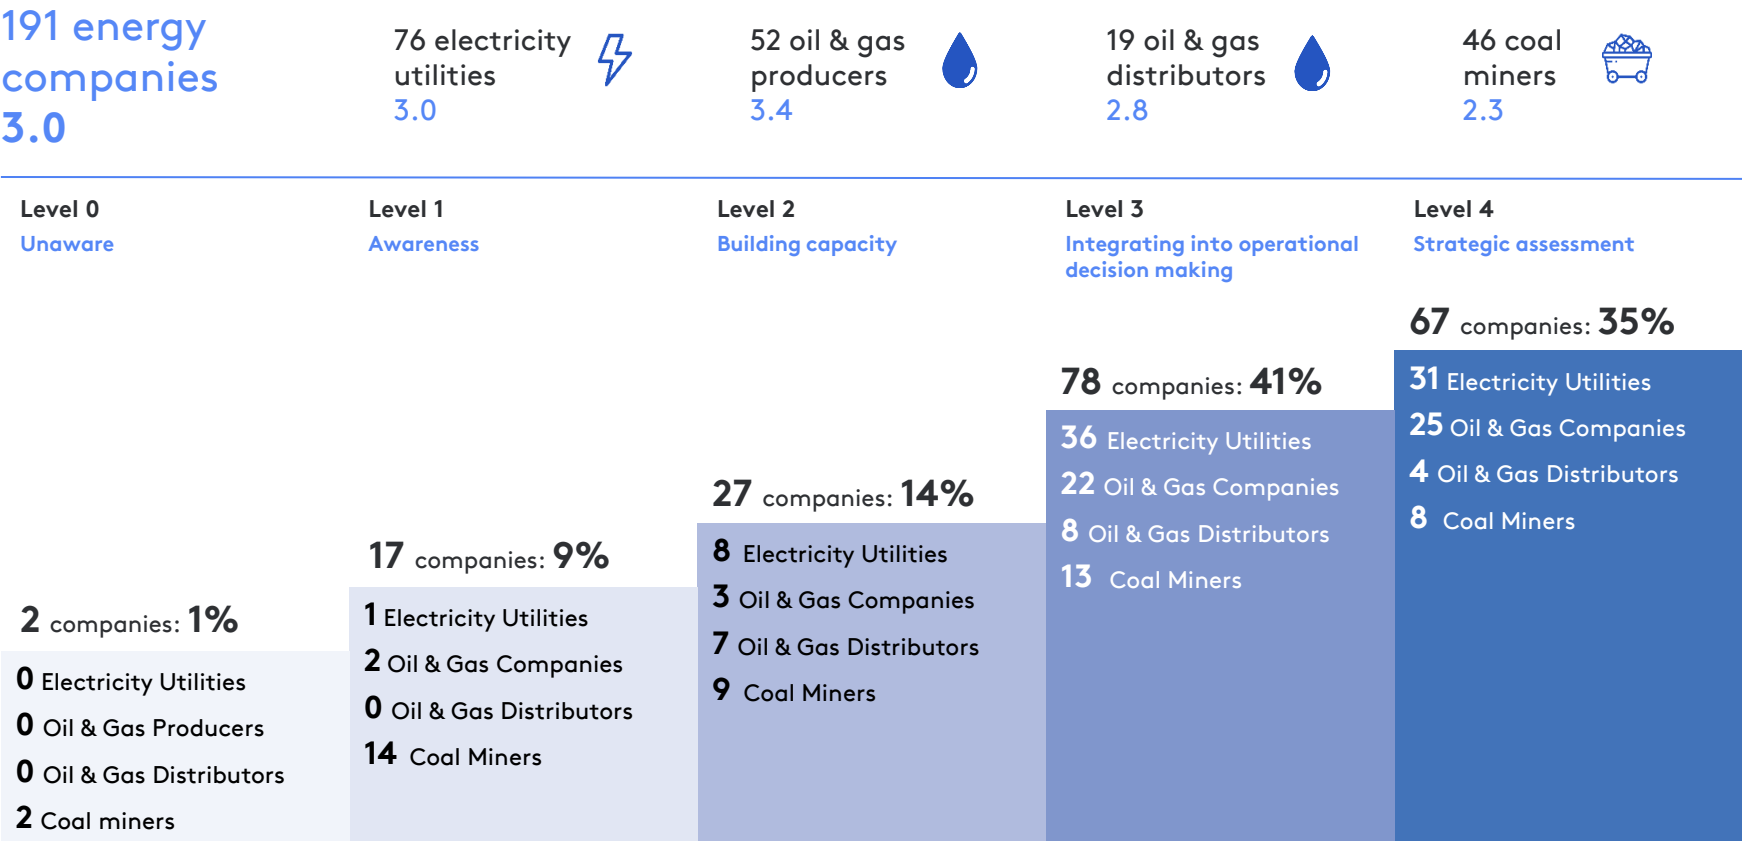 191 energy
companies
3.0
76 electricity
utilities
3.0
52 oil & gas
producers
3.4
19 oil & gas
distributors
2.8
46 coal
miners
2.3
Level 0
Unaware
2 companies: 1%
0 Electricity Utilities
0 Oil & Gas Producers
0 Oil & Gas Distributors
2 Coal miners
Level 1
Awareness
17 companies: 9%
1 Electricity Utilities
2 Oil & Gas Companies
0 Oil & Gas Distributors
14 Coal Miners
Level 2
Building capacity
27 companies: 14%
8 Electricity Utilities
3 Oil & Gas Companies
7 Oil & Gas Distributors
9 Coal Miners
Level 3
Integrating into operational
decision making
78 companies: 41%
36 Electricity Utilities
22 Oil & Gas Companies
8 Oil & Gas Distributors
13 Coal Miners
Level 4
Strategic assessment
67 companies: 35%
31 Electricity Utilities
25 Oil & Gas Companies
4 Oil & Gas Distributors
8 Coal Miners